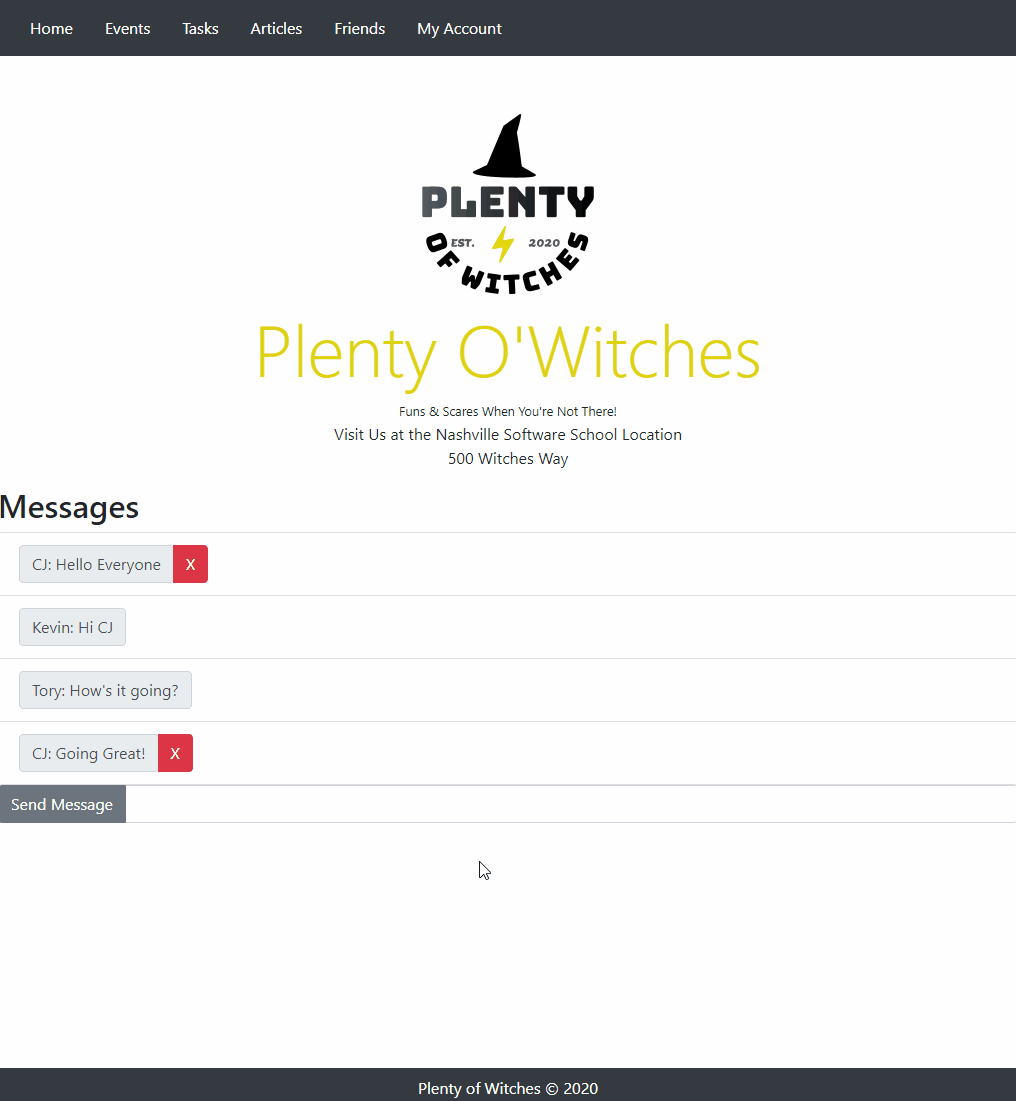 Home Events Tasks Articles Friends My Account
PLENTY
EST. 2020
OF WITCHES
Plenty O'Witches
Funs & Scares When You're Not There!
Visit Us at the Nashville Software School Location
500 Witches Way
Messages
CJ: Hello Everyone X
Kevin: Hi CJ
Tory: How's it going?
CJ: Going Great! X
Send Message
Plenty of Witches © 2020